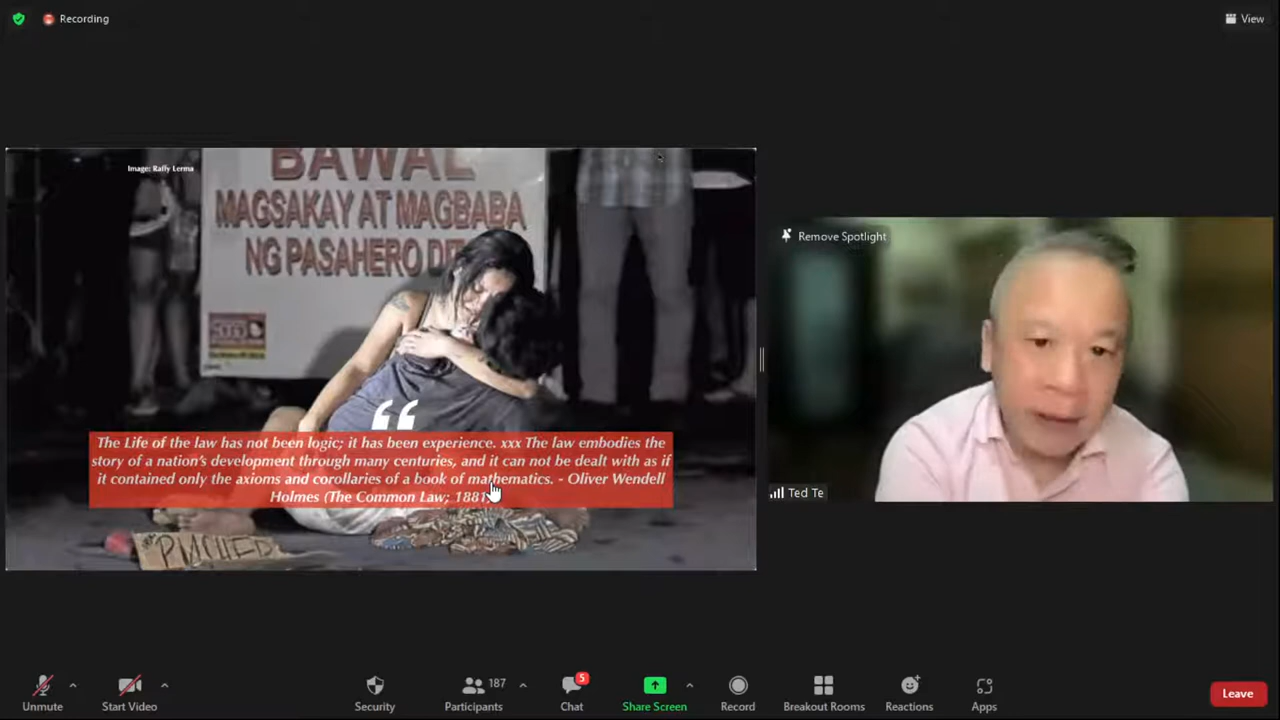 Recording
View
Image: Raffy Lerma
BAWAL
MAGSAKAY AT MAGBABA
NG PASAHERO
“
The Life of the law has not been logic; it has been experience. xxx The law embodies the
story of a nation’s development through many centuries, and it can not be dealt with as if
it contained only the axioms and corollaries of a book of mathematics. - Oliver Wendell
Holmes (The Common Law; 1881
Remove Spotlight
Ted Te
Unmute
Start Video
Security
Participants
187
Chat
5
Share Screen
Record
Breakout Rooms
Reactions
Apps
Leave